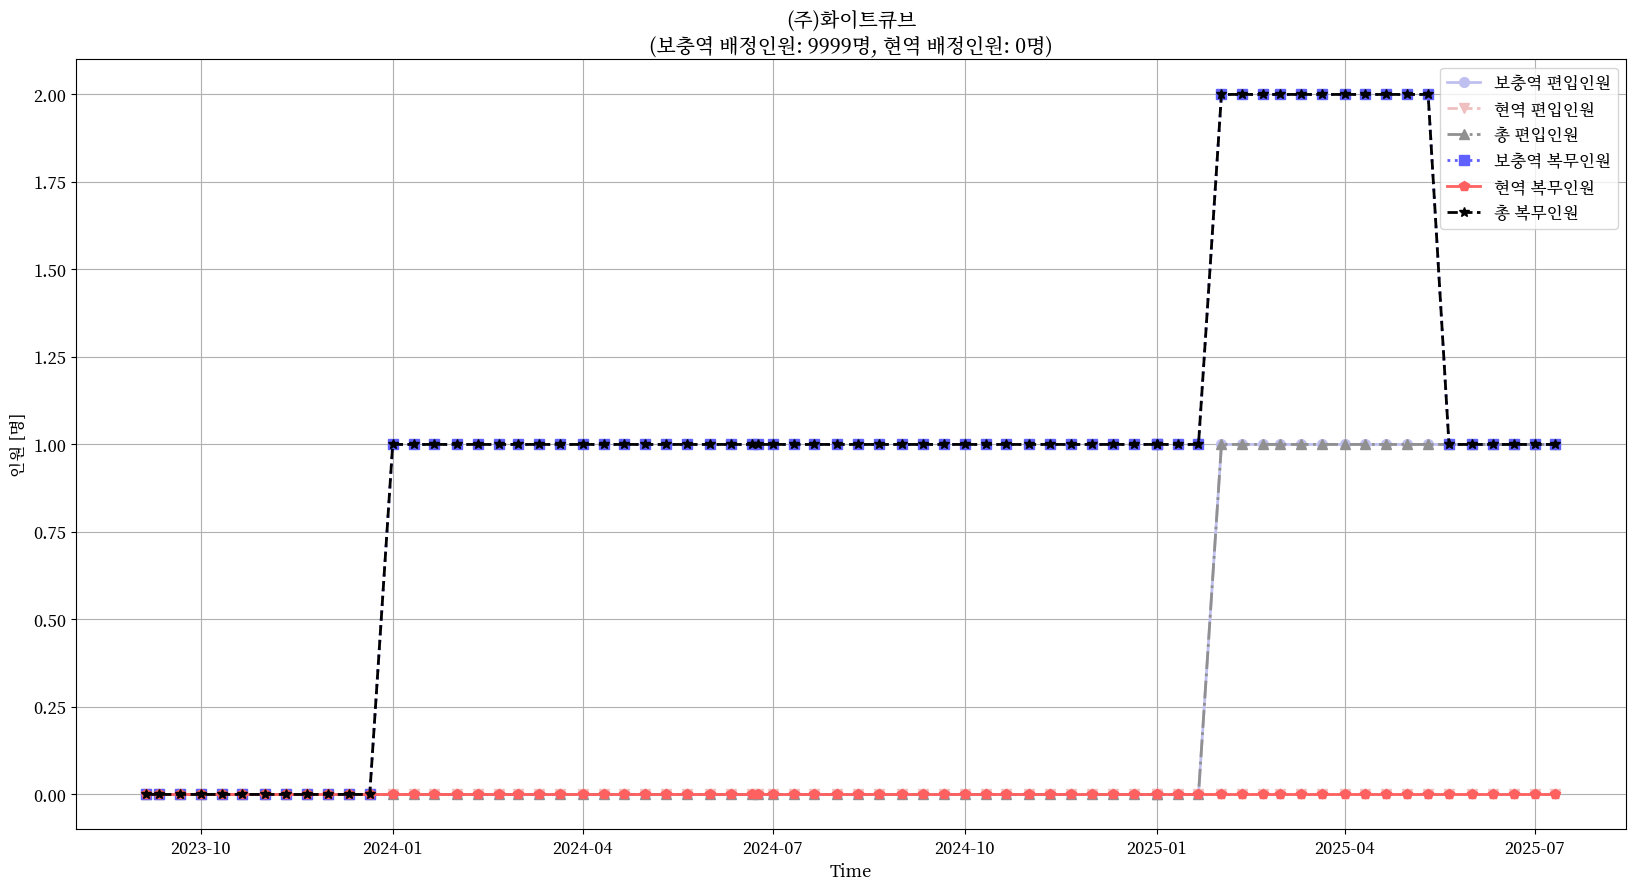 (주)화이트큐브
(보충역 배정인원: 9999명, 현역 배정인원: 0명)
보충역 편입인원
현역 편입인원
총 편입인원
보충역 복무인원
현역 복무인원
총 복무인원
인원 [명]
2.00
1.75
1.50
1.25
1.00
0.75
0.50
0.25
0.00
2023-10
2024-01
2024-04
2024-07
2024-10
2025-01
2025-04
2025-07
Time